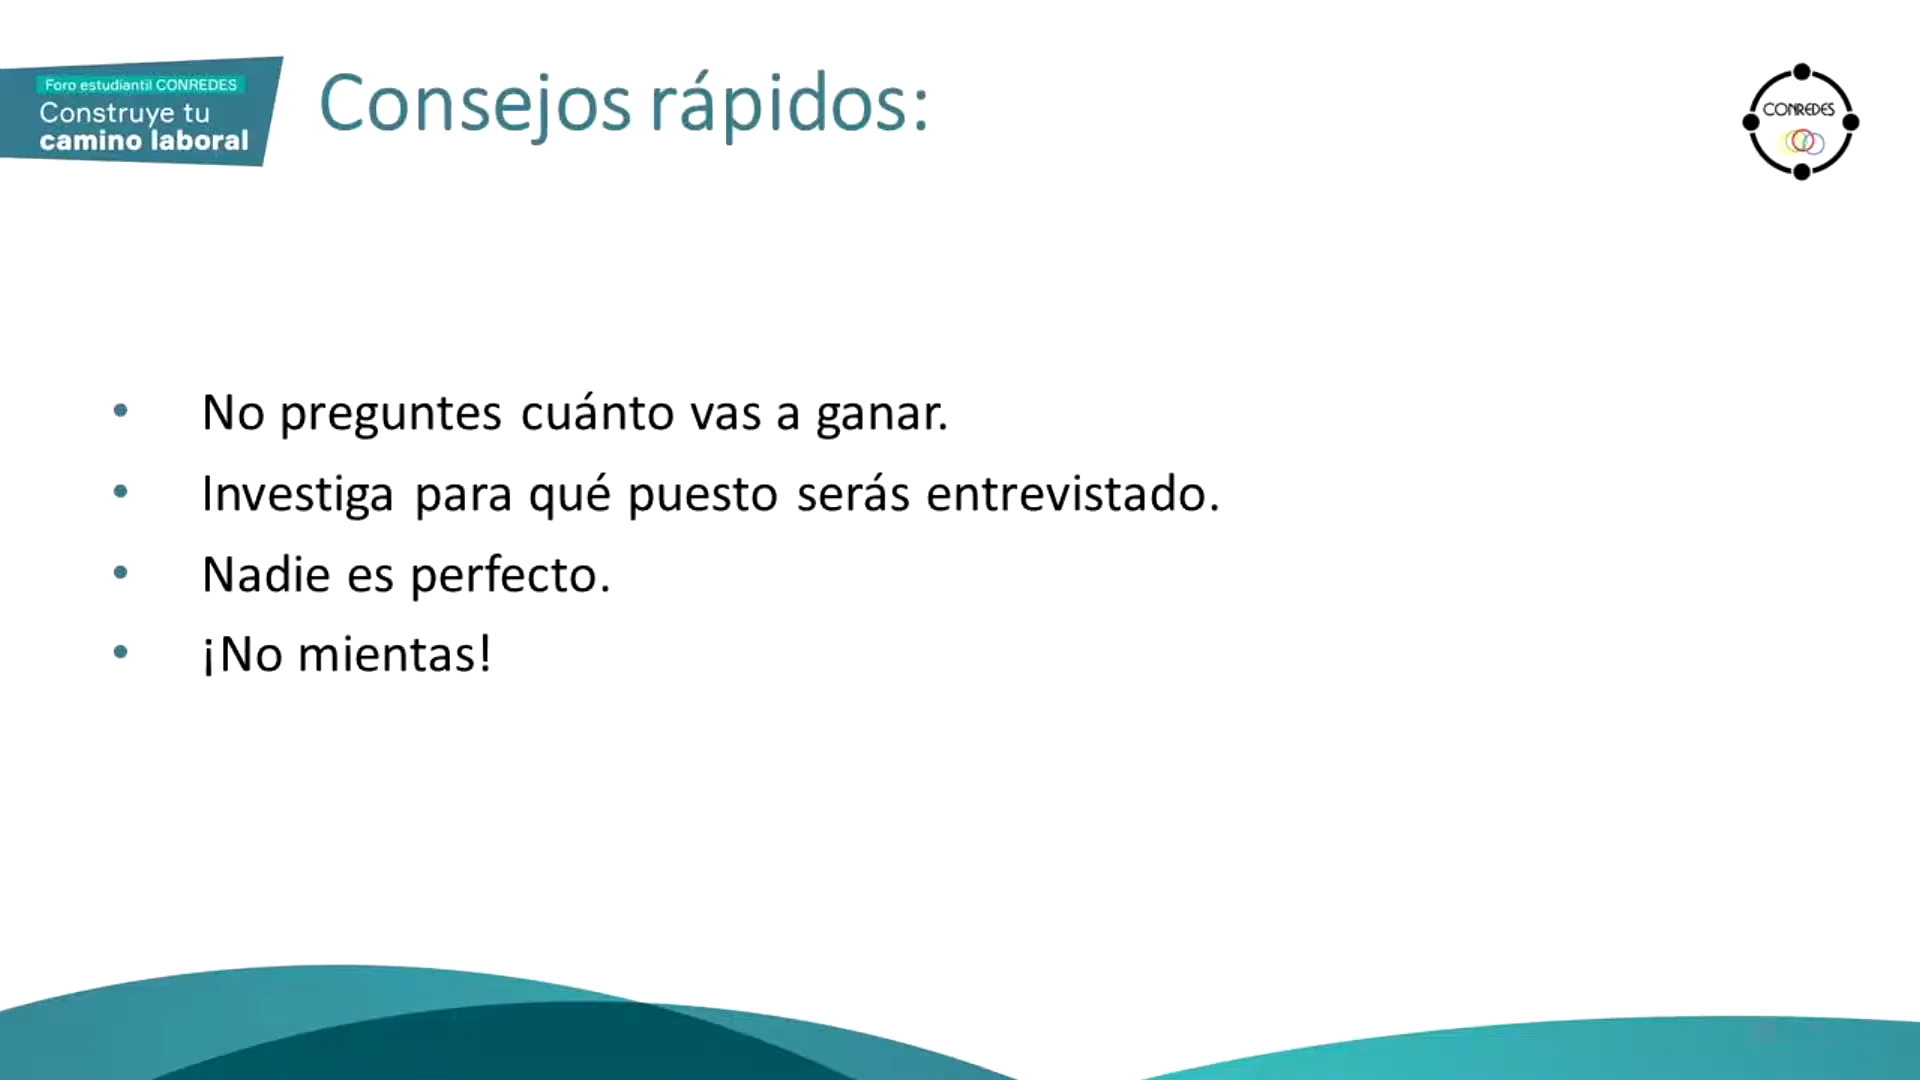 Foro estudiantil CONREDES
Construye tu
camino laboral
Consejos rápidos:
CONREDES
• No preguntes cuánto vas a ganar.
• Investiga para qué puesto serás entrevistado.
• Nadie es perfecto.
• ¡No mientas!